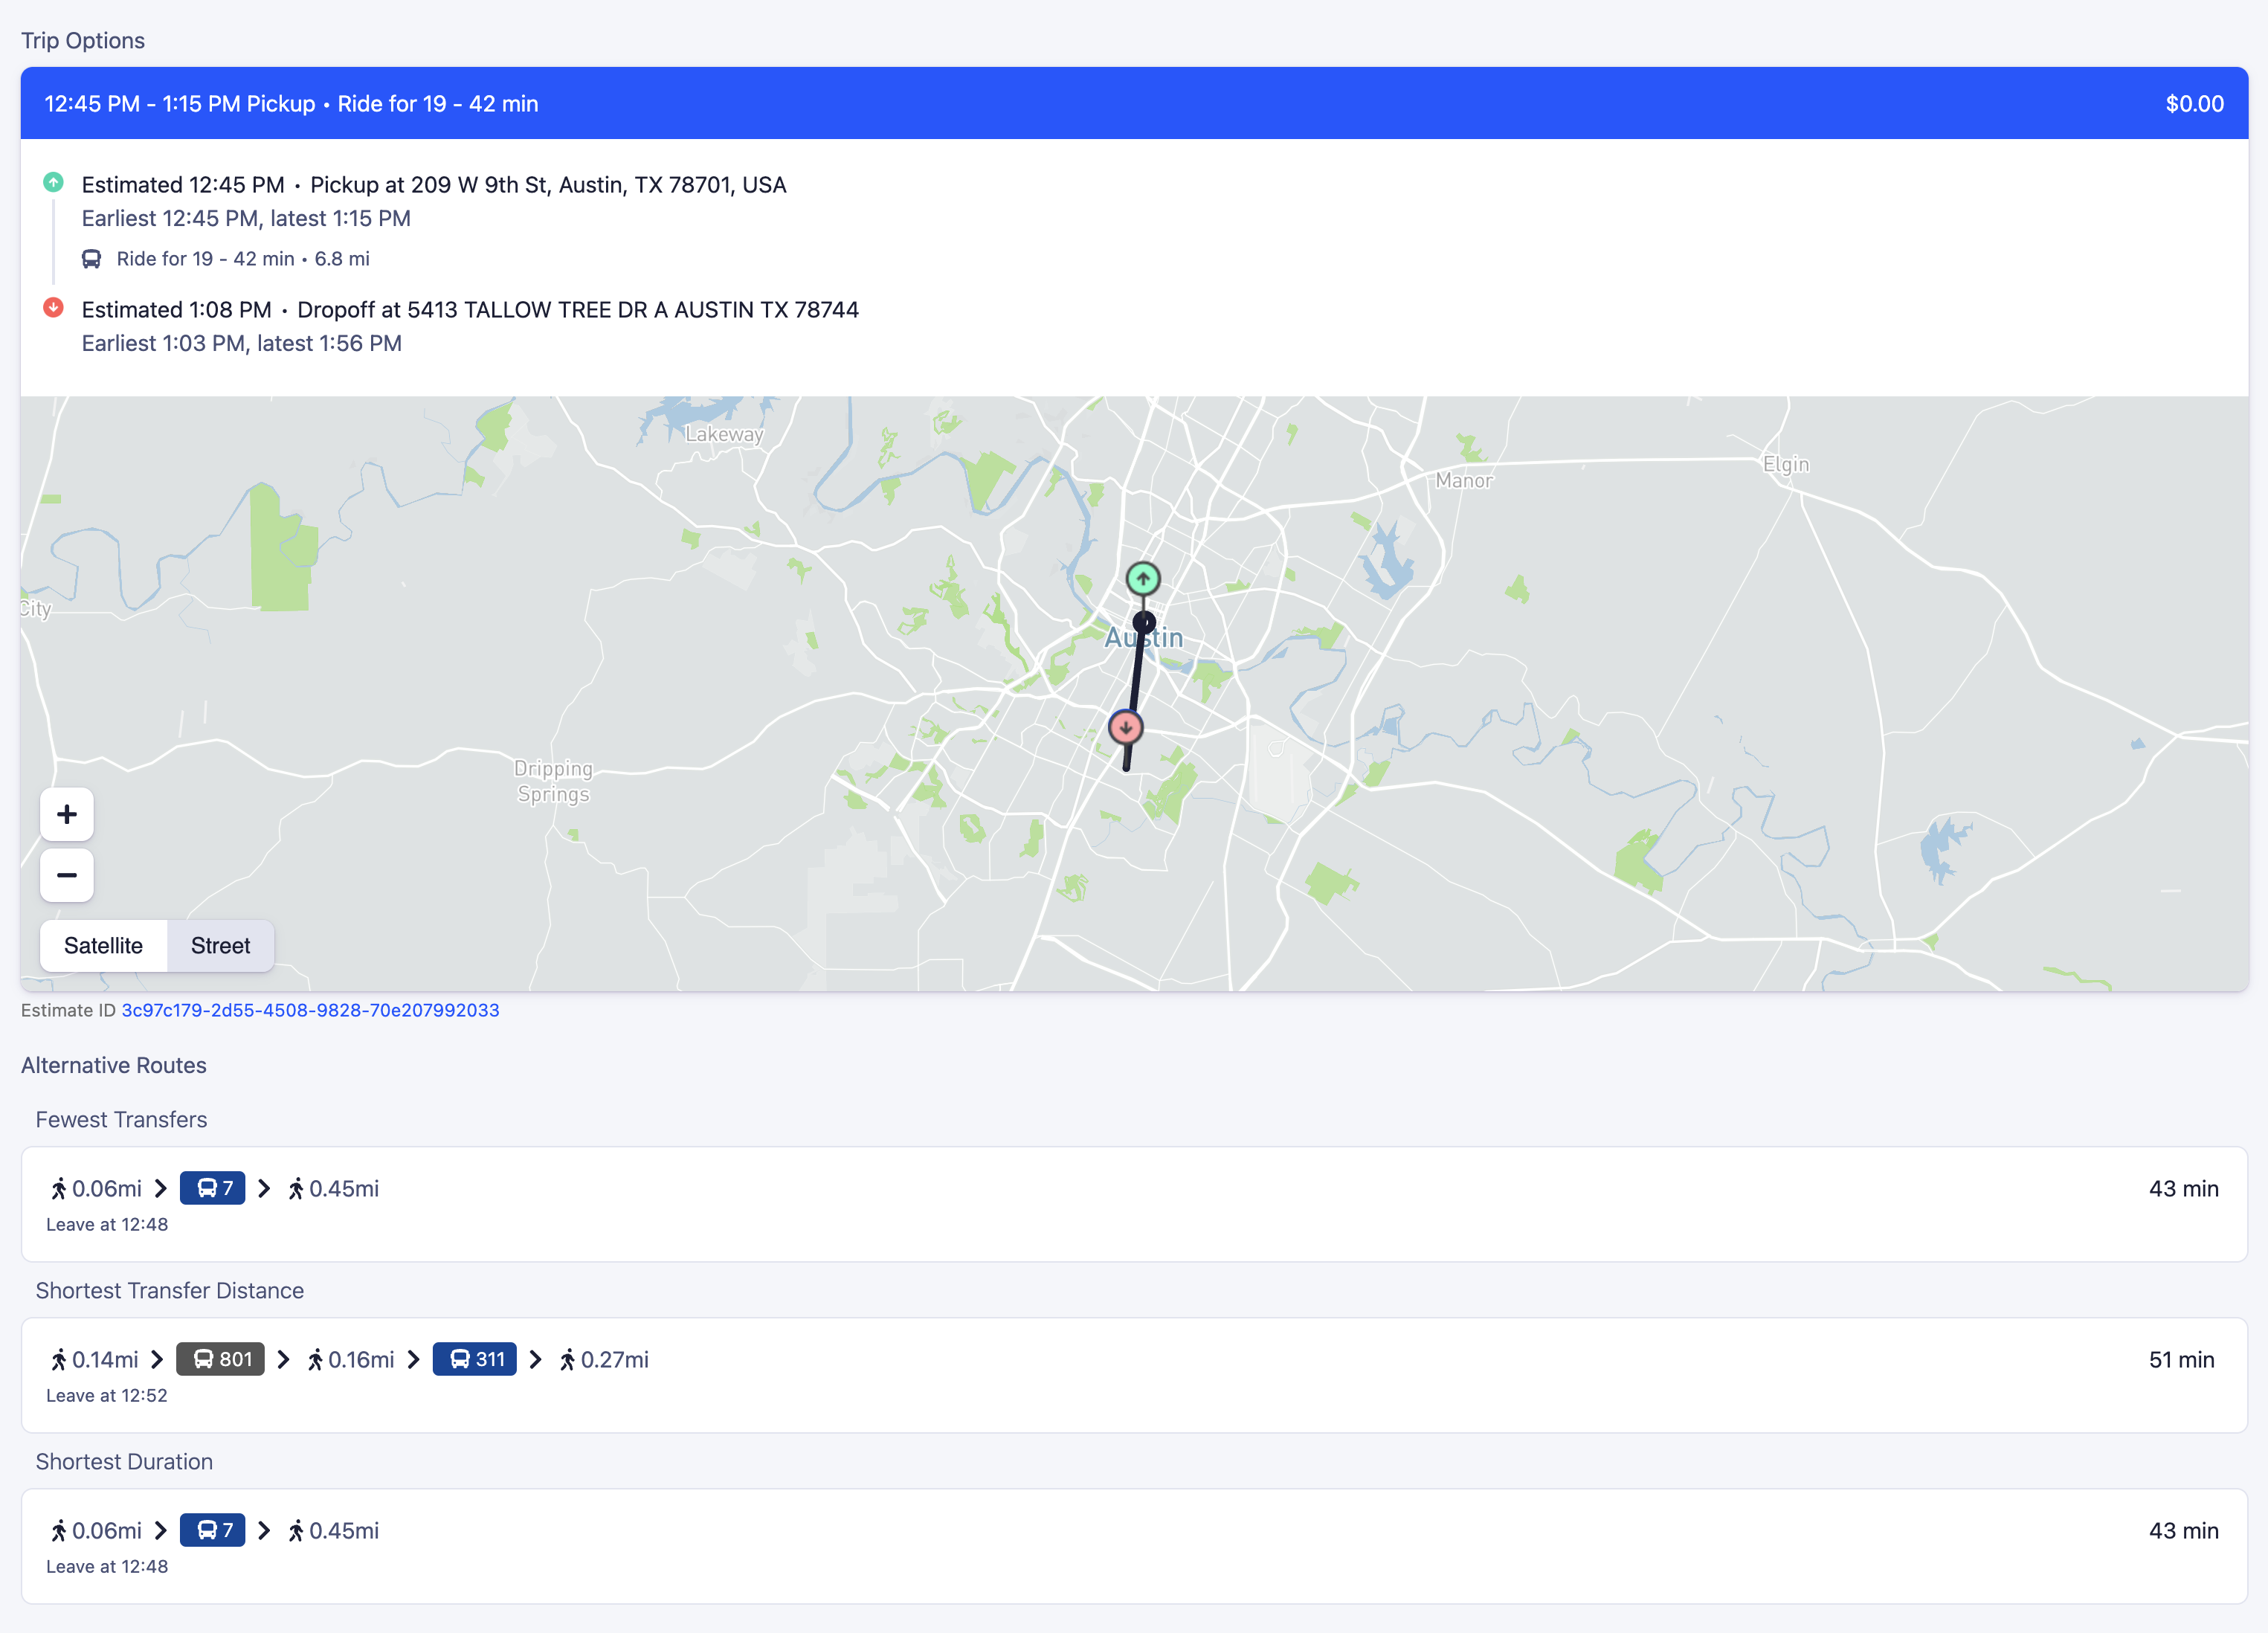 Trip Options
12:45 PM - 1:15 PM Pickup • Ride for 19 - 42 min $0.00
Estimated 12:45 PM • Pickup at 209 W 9th St, Austin, TX 78701, USA
Earliest 12:45 PM, latest 1:15 PM
Ride for 19 - 42 min • 6.8 mi
Estimated 1:08 PM • Dropoff at 5413 TALLOW TREE DR A AUSTIN TX 78744
Earliest 1:03 PM, latest 1:56 PM
Lakeway
Elgin
Manor
City
Austin
Dripping
Springs
+
−
Satellite Street
Estimate ID 3c97c179-2d55-4508-9828-70e207992033
Alternative Routes
Fewest Transfers
0.06mi 7 0.45mi 43 min
Leave at 12:48
Shortest Transfer Distance
0.14mi 801 0.16mi 311 0.27mi 51 min
Leave at 12:52
Shortest Duration
0.06mi 7 0.45mi 43 min
Leave at 12:48